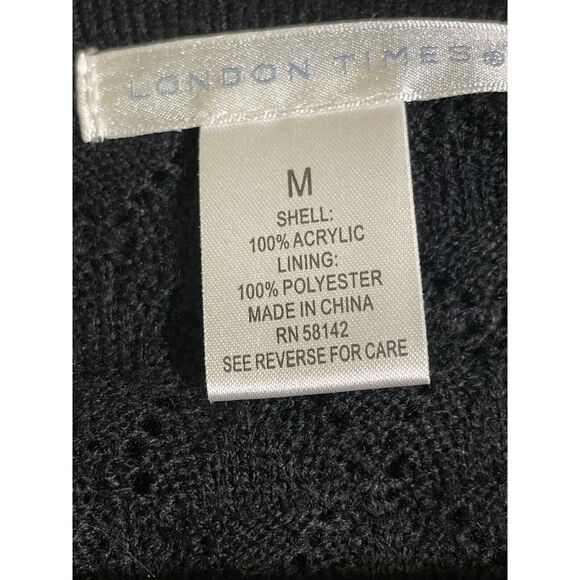 LONDON TIMES®
M
SHELL:
100% ACRYLIC
LINING:
100% POLYESTER
MADE IN CHINA
RN 58142
SEE REVERSE FOR CARE